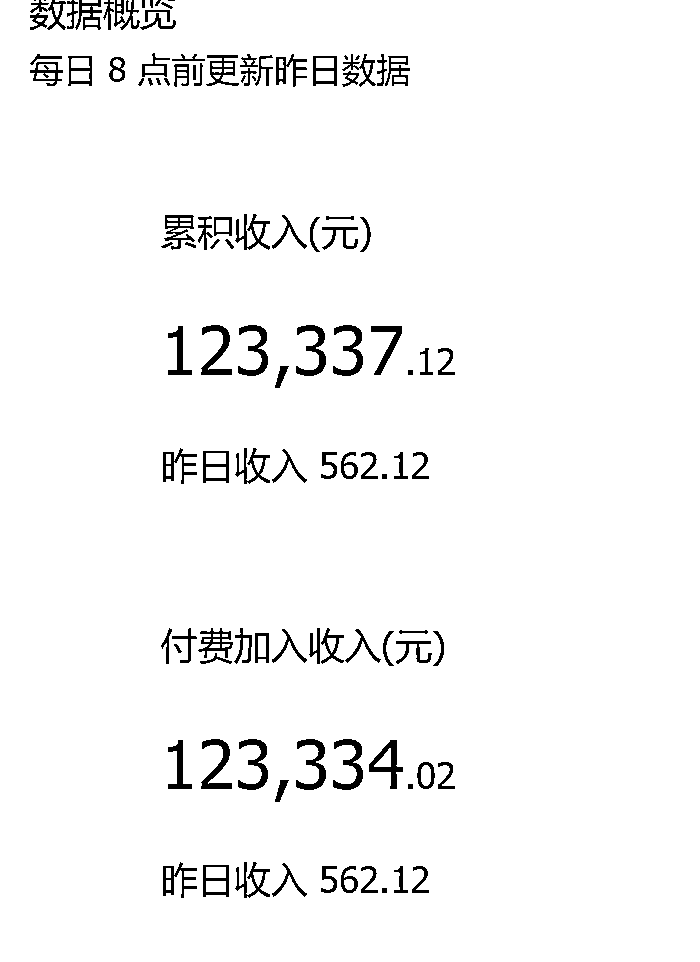 数据概览
每日 8 点前更新昨日数据
累积收入(元)
123,337.12
昨日收入 562.12
付费加入收入(元)
123,334.02
昨日收入 562.12